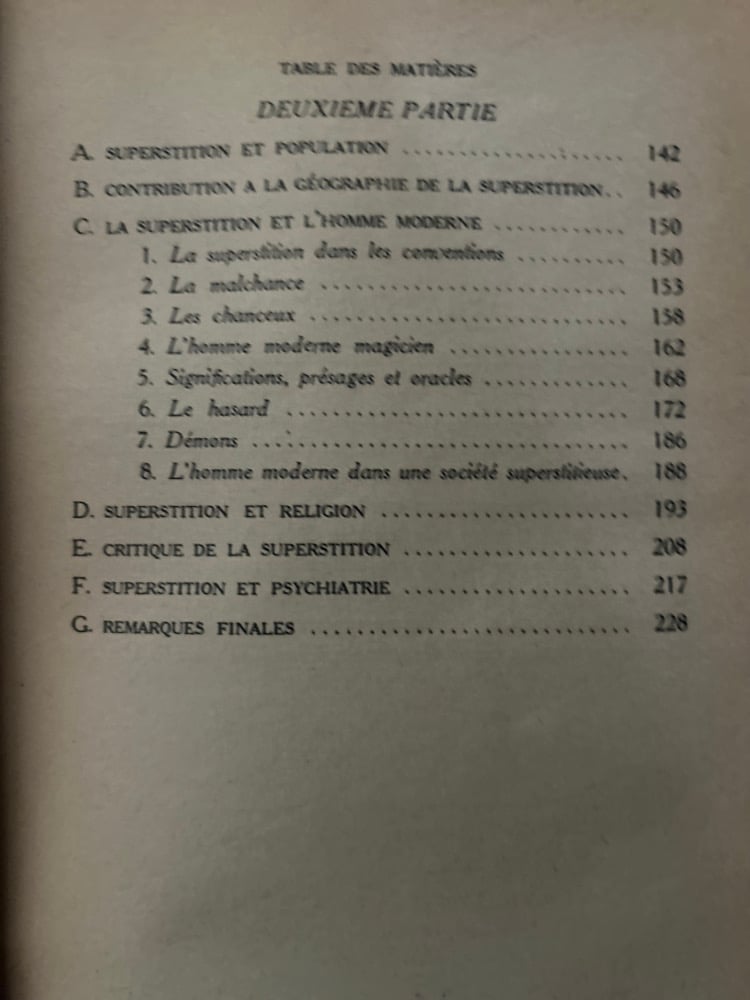 TABLE DES MATIÈRES
DEUXIEME PARTIE
A. SUPERSTITION ET POPULATION ...................... 142
B. CONTRIBUTION A LA GÉOGRAPHIE DE LA SUPERSTITION.. 146
C. LA SUPERSTITION ET L'HOMME MODERNE ............ 150
1. La superstition dans les conventions .......... 150
2. La malchance ............................ 153
3. Les chanceux ............................. 158
4. L'homme moderne magicien ................ 162
5. Significations, présages et oracles ............. 168
6. Le hasard ............................... 172
7. Démons ................................. 186
8. L'homme moderne dans une société superstitieuse. 188
D. SUPERSTITION ET RELIGION ...................... 193
E. CRITIQUE DE LA SUPERSTITION .................... 208
F. SUPERSTITION ET PSYCHIATRIE .................... 217
G. REMARQUES FINALES ............................ 228